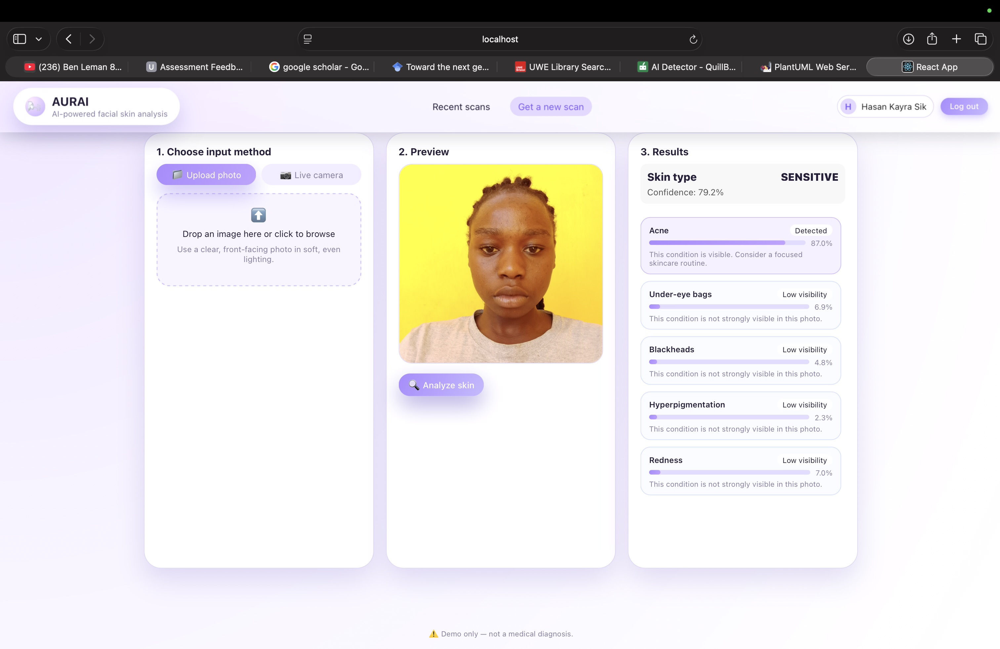 localhost
(236) Ben Leman 8...
Assessment Feedb...
google scholar - Go...
Toward the next ge...
UWE Library Searc...
AI Detector - QuillB...
PlantUML Web Ser...
React App
AURAI
AI-powered facial skin analysis
Recent scans
Get a new scan
H
Hasan Kayra Sik
Log out
1. Choose input method
Upload photo
Live camera
Drop an image here or click to browse
Use a clear, front-facing photo in soft, even
lighting.
2. Preview
Analyze skin
3. Results
Skin type SENSITIVE
Confidence: 79.2%
Acne Detected
87.0%
This condition is visible. Consider a focused
skincare routine.
Under-eye bags Low visibility
6.9%
This condition is not strongly visible in this photo.
Blackheads Low visibility
4.8%
This condition is not strongly visible in this photo.
Hyperpigmentation Low visibility
2.3%
This condition is not strongly visible in this photo.
Redness Low visibility
7.0%
This condition is not strongly visible in this photo.
Demo only — not a medical diagnosis.